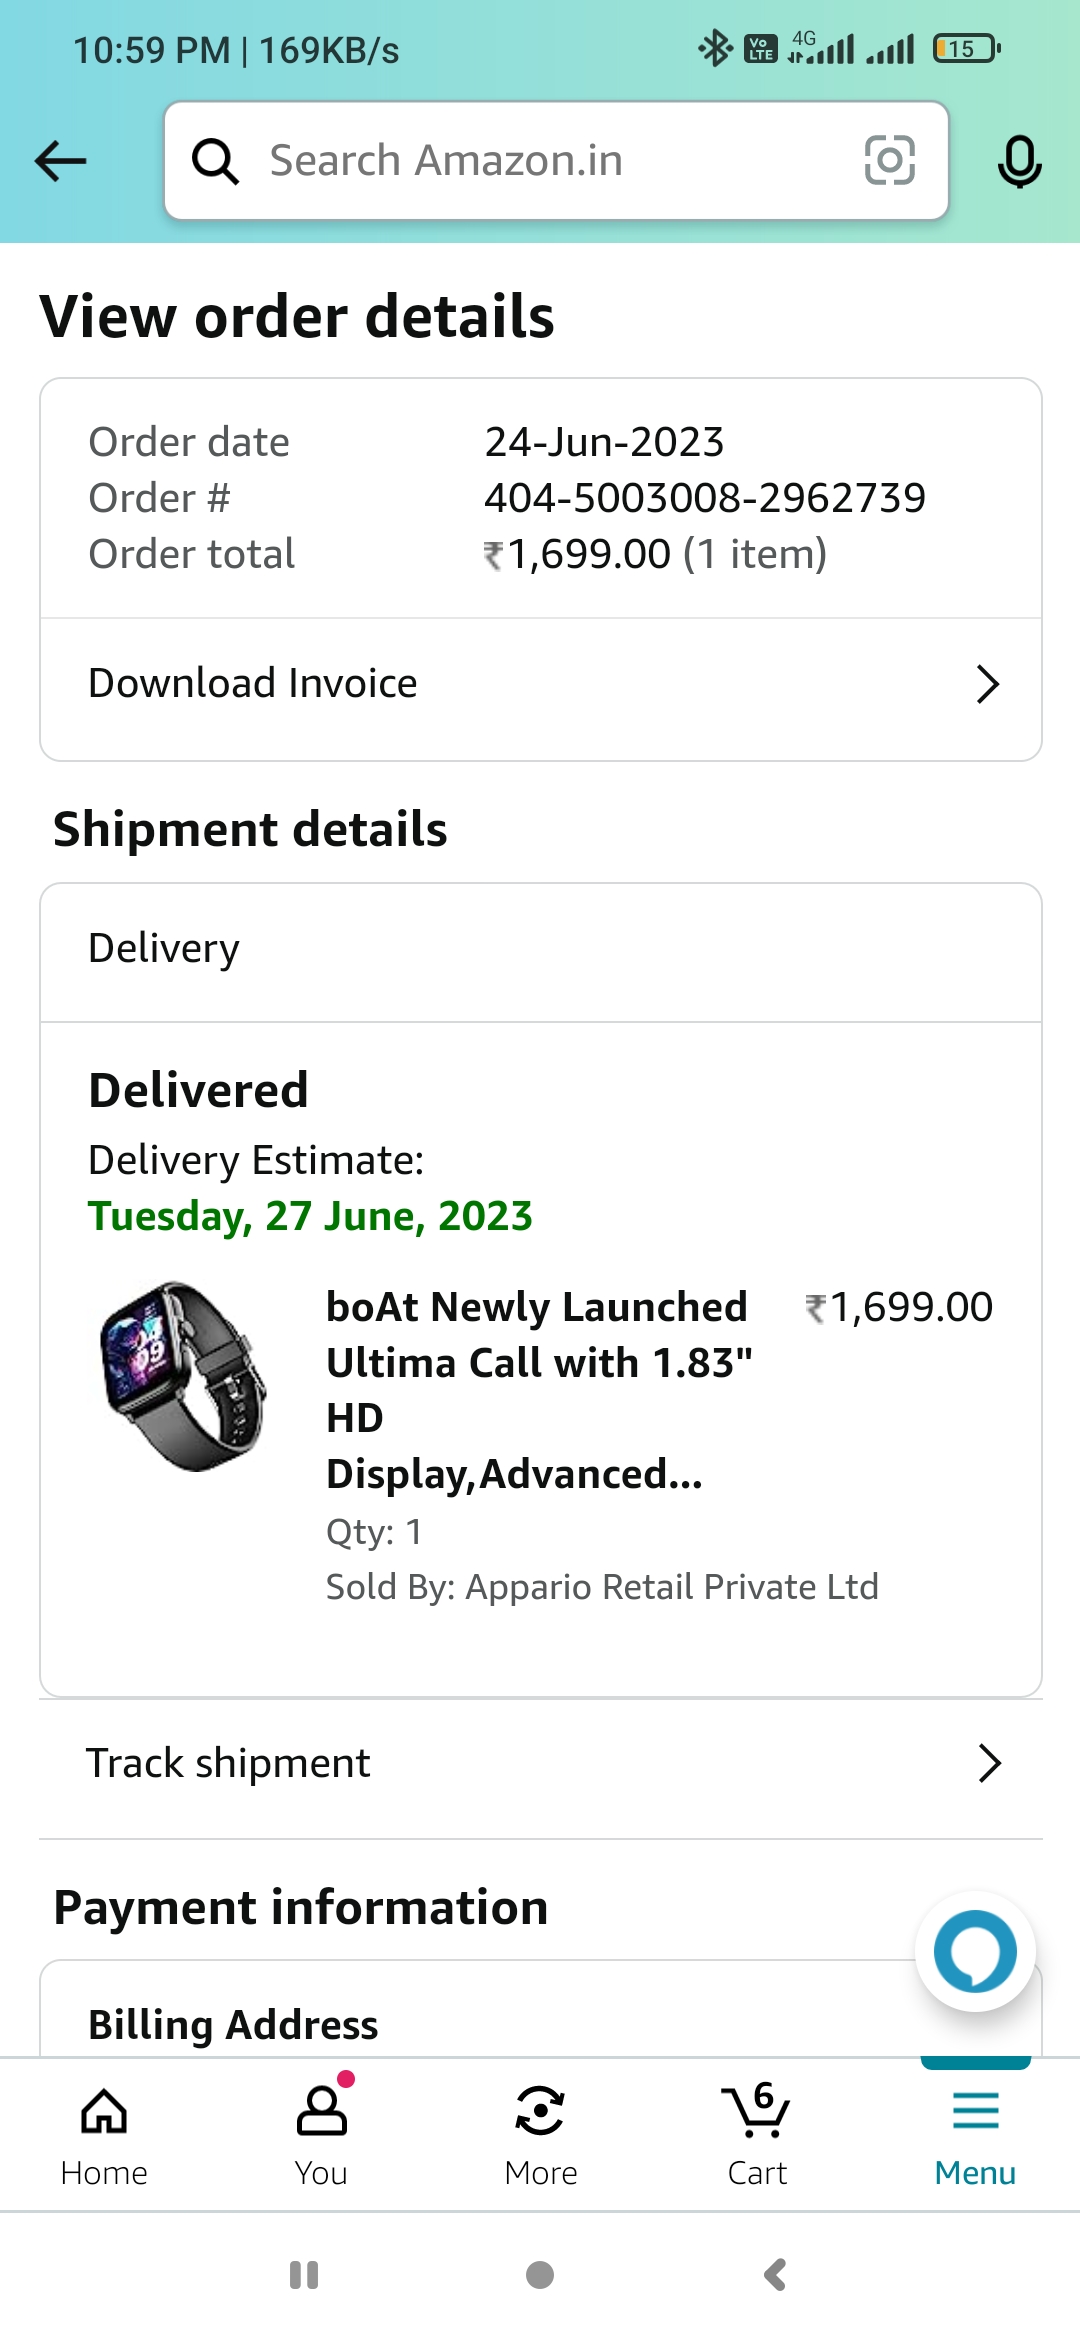 10:59 PM | 169KB/s
Vo LTE 4G 15
Search Amazon.in
View order details
Order date 24-Jun-2023
Order # 404-5003008-2962739
Order total ₹1,699.00 (1 item)
Download Invoice
Shipment details
Delivery
Delivered
Delivery Estimate:
Tuesday, 27 June, 2023
boAt Newly Launched ₹1,699.00
Ultima Call with 1.83"
HD
Display,Advanced...
Qty: 1
Sold By: Appario Retail Private Ltd
Track shipment
Payment information
Billing Address
6
Home You More Cart Menu